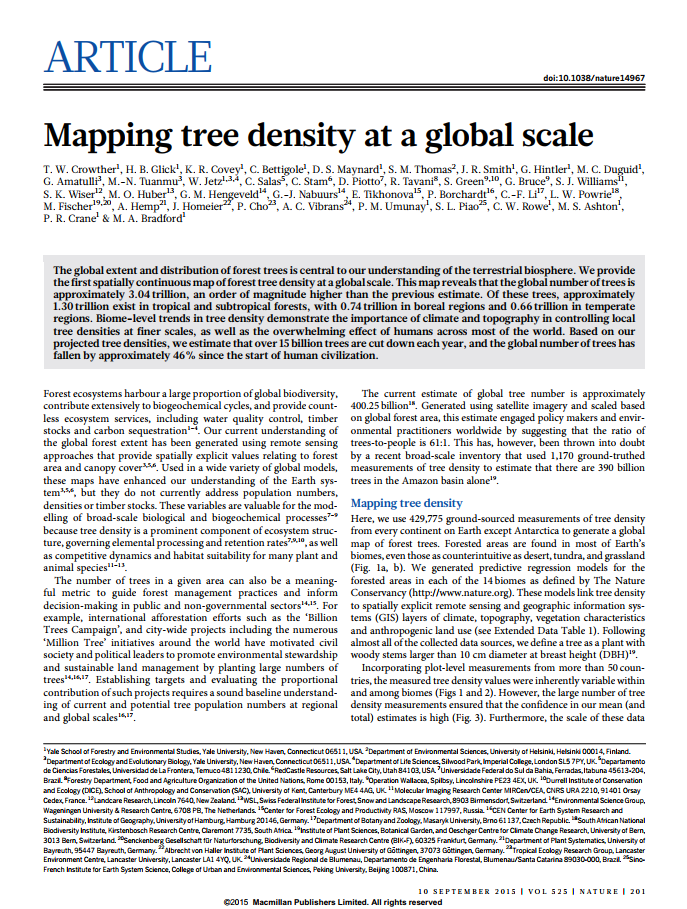 ARTICLE
doi:10.1038/nature14967
Mapping tree density at a global scale
T. W. Crowther1, H. B. Glick1, K. R. Covey1, C. Bettigole1, D. S. Maynard1, S. M. Thomas2, J. R. Smith1, G. Hintler1, M. C. Duguid1,
G. Amatulli3, M.-N. Tuanmu3, W. Jetz1,3,4, C. Salas5, C. Stam6, D. Piotto7, R. Tavani8, S. Green9,10, G. Bruce9, S. J. Williams11,
S. K. Wiser12, M. O. Huber13, G. M. Hengeveld14, G.-J. Nabuurs14, E. Tikhonova15, P. Borchardt16, C.-F. Li17, L. W. Powrie18,
M. Fischer19,20, A. Hemp21, J. Homeier22, P. Cho23, A. C. Vibrans24, P. M. Umunay1, S. L. Piao25, C. W. Rowe1, M. S. Ashton1,
P. R. Crane1 & M. A. Bradford1
The global extent and distribution of forest trees is central to our understanding of the terrestrial biosphere. We provide
the first spatially continuous map of forest tree density at a global scale. This map reveals that the global number of trees is
approximately 3.04 trillion, an order of magnitude higher than the previous estimate. Of these trees, approximately
1.30 trillion exist in tropical and subtropical forests, with 0.74 trillion in boreal regions and 0.66 trillion in temperate
regions. Biome-level trends in tree density demonstrate the importance of climate and topography in controlling local
tree densities at finer scales, as well as the overwhelming effect of humans across most of the world. Based on our
projected tree densities, we estimate that over 15 billion trees are cut down each year, and the global number of trees has
fallen by approximately 46% since the start of human civilization.
Forest ecosystems harbour a large proportion of global biodiversity,
contribute extensively to biogeochemical cycles, and provide count-
less ecosystem services, including water quality control, timber
stocks and carbon sequestration1–4. Our current understanding of
the global forest extent has been generated using remote sensing
approaches that provide spatially explicit values relating to forest
area and canopy cover3,5,6. Used in a wide variety of global models,
these maps have enhanced our understanding of the Earth sys-
tem3,5,6, but they do not currently address population numbers,
densities or timber stocks. These variables are valuable for the mod-
elling of broad-scale biological and biogeochemical processes7–9
because tree density is a prominent component of ecosystem struc-
ture, governing elemental processing and retention rates7,9,10, as well
as competitive dynamics and habitat suitability for many plant and
animal species11–13.
The number of trees in a given area can also be a meaning-
ful metric to guide forest management practices and inform
decision-making in public and non-governmental sectors14,15. For
example, international afforestation efforts such as the ‘Billion
Trees Campaign’, and city-wide projects including the numerous
‘Million Tree’ initiatives around the world have motivated civil
society and political leaders to promote environmental stewardship
and sustainable land management by planting large numbers of
trees14,16,17. Establishing targets and evaluating the proportional
contribution of such projects requires a sound baseline understand-
ing of current and potential tree population numbers at regional
and global scales16,17.
The current estimate of global tree number is approximately
400.25 billion18. Generated using satellite imagery and scaled based
on global forest area, this estimate engaged policy makers and envir-
onmental practitioners worldwide by suggesting that the ratio of
trees-to-people is 61:1. This has, however, been thrown into doubt
by a recent broad-scale inventory that used 1,170 ground-truthed
measurements of tree density to estimate that there are 390 billion
trees in the Amazon basin alone19.
Mapping tree density
Here, we use 429,775 ground-sourced measurements of tree density
from every continent on Earth except Antarctica to generate a global
map of forest trees. Forested areas are found in most of Earth’s
biomes, even those as counterintuitive as desert, tundra, and grassland
(Fig. 1a, b). We generated predictive regression models for the
forested areas in each of the 14 biomes as defined by The Nature
Conservancy (http://www.nature.org). These models link tree density
to spatially explicit remote sensing and geographic information sys-
tems (GIS) layers of climate, topography, vegetation characteristics
and anthropogenic land use (see Extended Data Table 1). Following
almost all of the collected data sources, we define a tree as a plant with
woody stems larger than 10 cm diameter at breast height (DBH)19.
Incorporating plot-level measurements from more than 50 coun-
tries, the measured tree density values were inherently variable within
and among biomes (Figs 1 and 2). However, the large number of tree
density measurements ensured that the confidence in our mean (and
total) estimates is high (Fig. 3). Furthermore, the scale of these data
1Yale School of Forestry and Environmental Studies, Yale University, New Haven, Connecticut 06511, USA. 2Department of Environmental Sciences, University of Helsinki, Helsinki 00014, Finland.
3Department of Ecology and Evolutionary Biology, Yale University, New Haven, Connecticut 06511, USA. 4Department of Life Sciences, Silwood Park, Imperial College, London SL5 7PY, UK. 5Departamento
de Ciencias Forestales, Universidad de La Frontera, Temuco 4811230, Chile. 6RedCastle Resources, Salt Lake City, Utah 84103, USA. 7Universidade Federal do Sul da Bahia, Ferradas, Itabuna 45613-204,
Brazil. 8Forestry Department, Food and Agriculture Organization of the United Nations, Rome 00153, Italy. 9Operation Wallacea, Spilsby, Lincolnshire PE23 4EX, UK. 10Durrell Institute of Conservation
and Ecology (DICE), School of Anthropology and Conservation (SAC), University of Kent, Canterbury ME4 4AG, UK. 11Molecular Imaging Research Center MIRCen/CEA, CNRS URA 2210, 91401 Orsay
Cedex, France. 12Landcare Research, Lincoln 7640, New Zealand. 13WSL, Swiss Federal Institute for Forest, Snow and Landscape Research, 8903 Birmensdorf, Switzerland. 14Environmental Science Group,
Wageningen University & Research Centre, 6708 PB, The Netherlands. 15Center for Forest Ecology and Productivity RAS, Moscow 117997, Russia. 16CEN Center for Earth System Research and
Sustainability, Institute of Geography, University of Hamburg, Hamburg 20146, Germany. 17Department of Botany and Zoology, Masaryk University, Brno 61137, Czech Republic. 18South African National
Biodiversity Institute, Kirstenbosch Research Centre, Claremont 7735, South Africa. 19Institute of Plant Sciences, Botanical Garden, and Oeschger Centre for Climate Change Research, University of Bern,
3013 Bern, Switzerland. 20Senckenberg Gesellschaft für Naturforschung, Biodiversity and Climate Research Centre (BIK-F), 60325 Frankfurt, Germany. 21Department of Plant Systematics, University of
Bayreuth, 95447 Bayreuth, Germany. 22Albrecht von Haller Institute of Plant Sciences, Georg August University of Göttingen, 37073 Göttingen, Germany. 23Tropical Ecology Research Group, Lancaster
Environment Centre, Lancaster University, Lancaster LA1 4YQ, UK. 24Universidade Regional de Blumenau, Departamento de Engenharia Florestal, Blumenau/Santa Catarina 89030-000, Brazil. 25Sino-
French Institute for Earth System Science, College of Urban and Environmental Sciences, Peking University, Beijing 100871, China.
10 SEPTEMBER 2015 | VOL 525 | NATURE | 201
©2015 Macmillan Publishers Limited. All rights reserved